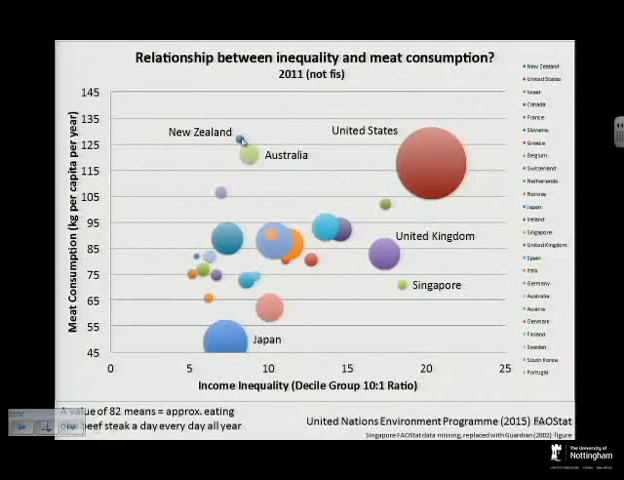 Relationship between inequality and meat consumption?
2011 (not fis)
Meat Consumption (kg per capita per year)
145
135
125
115
105
95
85
75
65
55
45
New Zealand
United States
Australia
United Kingdom
Singapore
Japan
0
5
10
15
20
25
Income Inequality (Decile Group 10:1 Ratio)
New Zealand
United States
Israel
Canada
France
Slovenia
Greece
Belgium
Switzerland
Netherlands
Norway
Japan
Ireland
Singapore
United Kingdom
Spain
Italy
Germany
Australia
Austria
Denmark
Finland
Sweden
South Korea
Portugal
A value of 82 means = approx. eating
beef steak a day every day all year
United Nations Environment Programme (2015) FAOStat
Singapore FAOStat data missing, replaced with Guardian (2002) figure
The University of
Nottingham